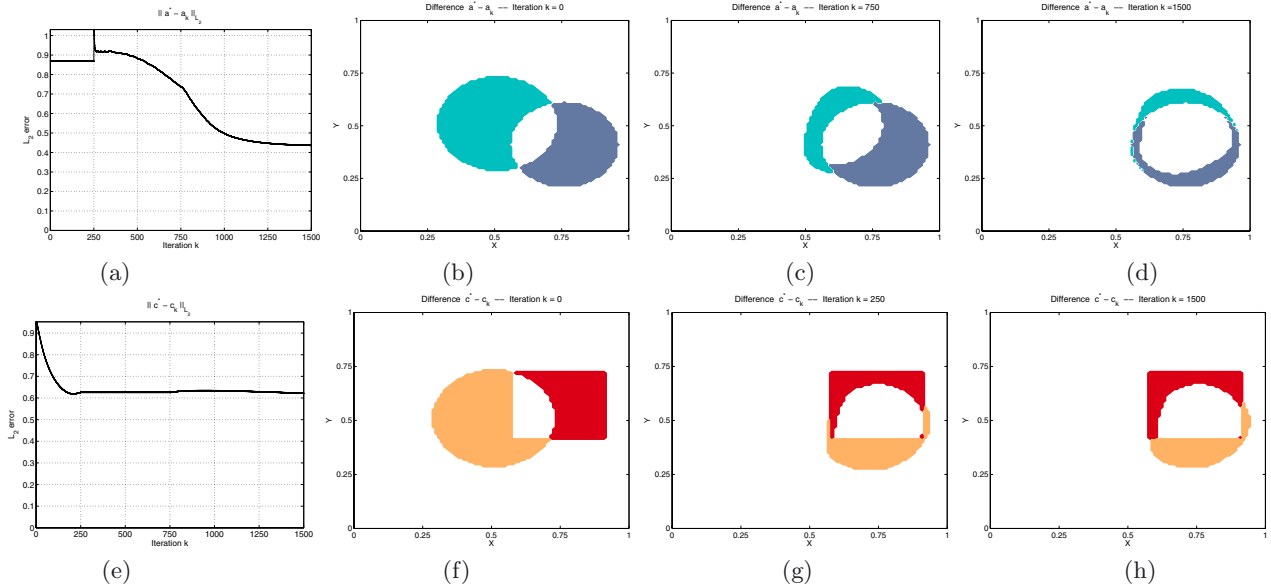 || a* – a_k ||_L2
L_2 error
1
0.9
0.8
0.7
0.6
0.5
0.4
0.3
0.2
0.1
0
0 250 500 750 1000 1250 1500
Iteration k
(a)
Difference a* – a_k –– Iteration k = 0
Y
1
0.75
0.5
0.25
0
0.25 0.5 0.75 1
X
(b)
Difference a* – a_k –– Iteration k = 750
Y
1
0.75
0.5
0.25
0
0.25 0.5 0.75 1
X
(c)
Difference a* – a_k –– Iteration k =1500
Y
1
0.75
0.5
0.25
0
0.25 0.5 0.75 1
X
(d)
|| c* – c_k ||_L2
L_2 error
0.9
0.8
0.7
0.6
0.5
0.4
0.3
0.2
0.1
0
0 250 500 750 1000 1250 1500
Iteration k
(e)
Difference c* – c_k –– Iteration k = 0
Y
1
0.75
0.5
0.25
0
0.25 0.5 0.75 1
X
(f)
Difference c* – c_k –– Iteration k = 250
Y
1
0.75
0.5
0.25
0
0.25 0.5 0.75 1
X
(g)
Difference c* – c_k –– Iteration k = 1500
Y
1
0.75
0.5
0.25
0
0.25 0.5 0.75 1
X
(h)